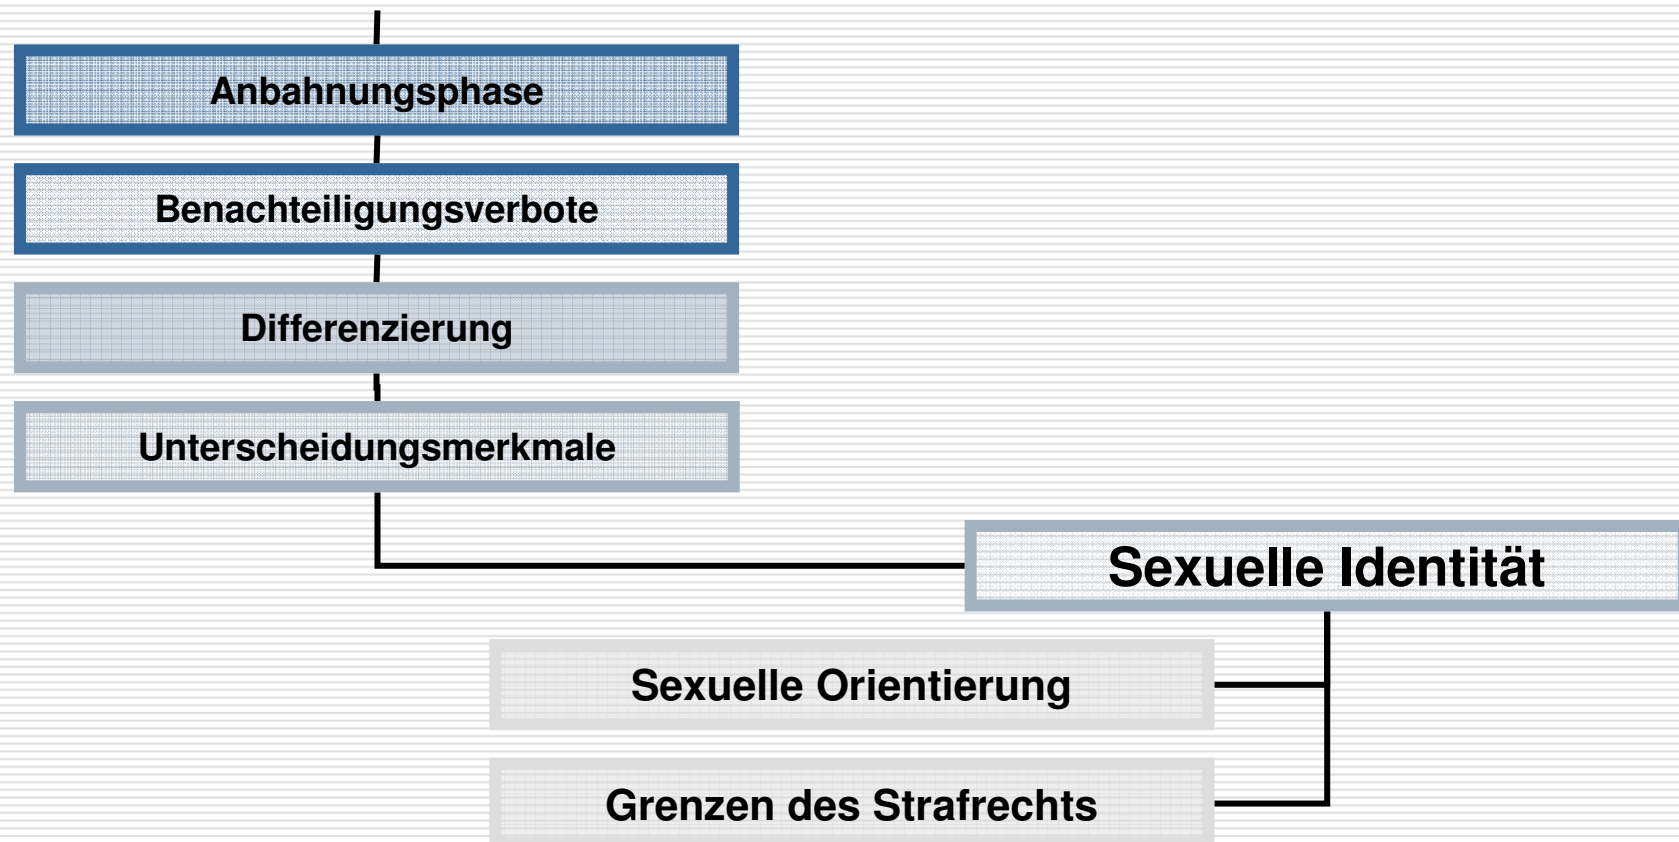 Anbahnungsphase
Benachteiligungsverbote
Differenzierung
Unterscheidungsmerkmale
Sexuelle Identität
Sexuelle Orientierung
Grenzen des Strafrechts